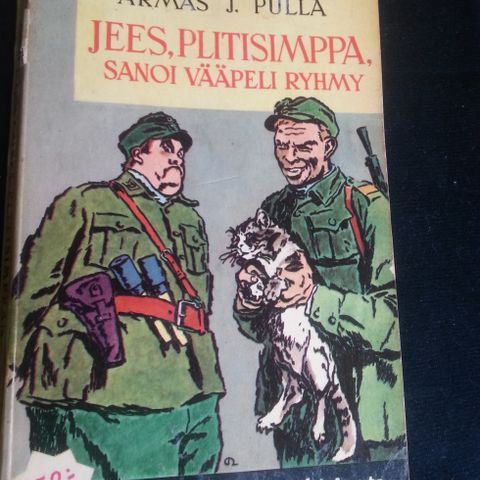 ARMAS J. PULLA
JEES, PLITISIMPPA,
SANOI VÄÄPELI RYHMY